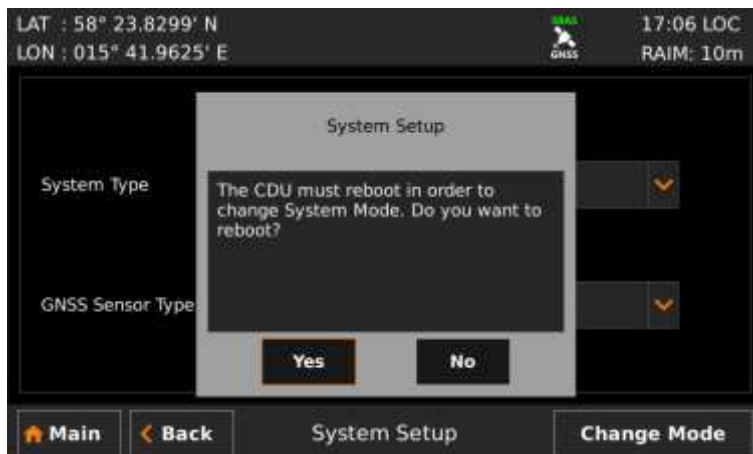 LAT : 58° 23.8299' N
LON : 015° 41.9625' E
SBAS
GNSS
17:06 LOC
RAIM: 10m
System Setup
The CDU must reboot in order to
change System Mode. Do you want to
reboot?
System Type
GNSS Sensor Type
Yes
No
Main
Back
System Setup
Change Mode